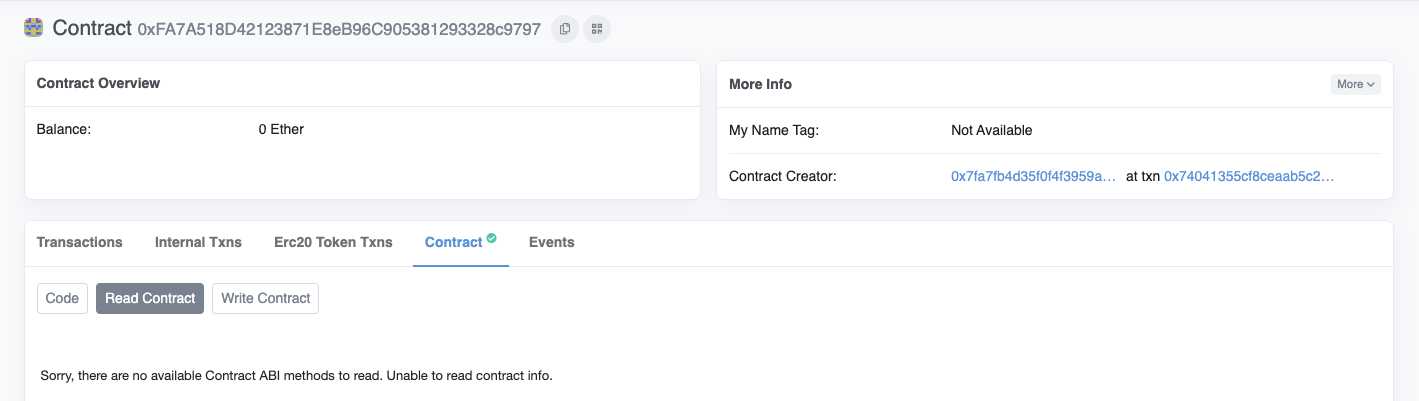 Contract 0xFA7A518D42123871E8eB96C905381293328c9797
Contract Overview
Balance: 0 Ether
More Info More
My Name Tag: Not Available
Contract Creator: 0x7fa7fb4d35f0f4f3959a... at txn 0x74041355cf8ceaab5c2...
Transactions Internal Txns Erc20 Token Txns Contract Events
Code Read Contract Write Contract
Sorry, there are no available Contract ABI methods to read. Unable to read contract info.